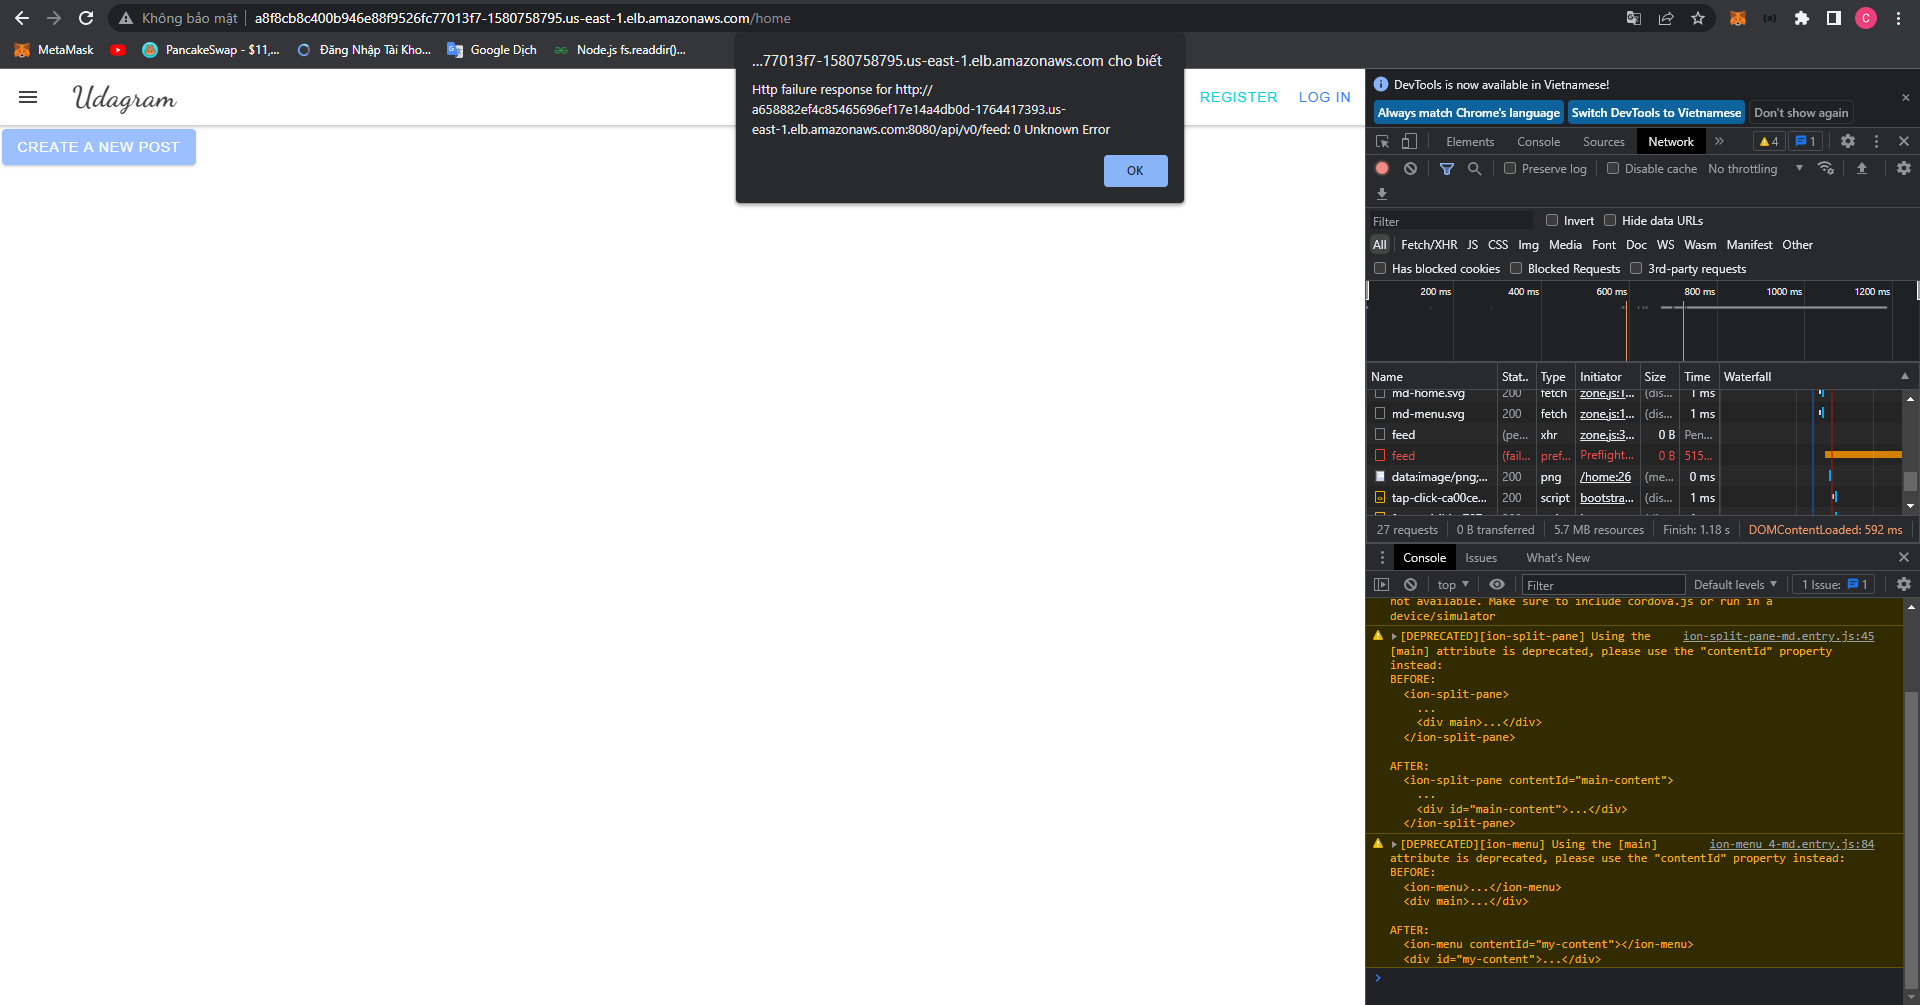 Không bảo mật
a8f8cb8c400b946e88f9526fc77013f7-1580758795.us-east-1.elb.amazonaws.com/home
MetaMask
PancakeSwap - $11,...
Đăng Nhập Tài Kho...
Google Dịch
Node.js fs.readdir()...
...77013f7-1580758795.us-east-1.elb.amazonaws.com cho biết
Http failure response for http://
a658882ef4c85465696ef17e14a4db0d-1764417393.us-
east-1.elb.amazonaws.com:8080/api/v0/feed: 0 Unknown Error
OK
Udagram
REGISTER LOG IN
CREATE A NEW POST
DevTools is now available in Vietnamese!
Always match Chrome's language Switch DevTools to Vietnamese Don't show again
Elements Console Sources Network 4 1
Preserve log Disable cache No throttling
Filter Invert Hide data URLs
All Fetch/XHR JS CSS Img Media Font Doc WS Wasm Manifest Other
Has blocked cookies Blocked Requests 3rd-party requests
200 ms 400 ms 600 ms 800 ms 1000 ms 1200 ms
Name Stat.. Type Initiator Size Time Waterfall
md-home.svg 200 fetch zone.js:1... (dis... 1 ms
md-menu.svg 200 fetch zone.js:1... (dis... 1 ms
feed (pe... xhr zone.js:3... 0 B Pen...
feed (fail... pref... Preflight... 0 B 515...
data:image/png;... 200 png /home:26 (me... 0 ms
tap-click-ca00ce... 200 script bootstra... (dis... 1 ms
27 requests 0 B transferred 5.7 MB resources Finish: 1.18 s DOMContentLoaded: 592 ms
Console Issues What's New
top Filter Default levels 1 Issue: 1
not available. Make sure to include cordova.js or run in a
device/simulator
[DEPRECATED][ion-split-pane] Using the ion-split-pane-md.entry.js:45
[main] attribute is deprecated, please use the "contentId" property
instead:
BEFORE:
<ion-split-pane>
...
<div main>...</div>
</ion-split-pane>
AFTER:
<ion-split-pane contentId="main-content">
...
<div id="main-content">...</div>
</ion-split-pane>
[DEPRECATED][ion-menu] Using the [main] ion-menu_4-md.entry.js:84
attribute is deprecated, please use the "contentId" property instead:
BEFORE:
<ion-menu>...</ion-menu>
<div main>...</div>
AFTER:
<ion-menu contentId="my-content"></ion-menu>
<div id="my-content">...</div>